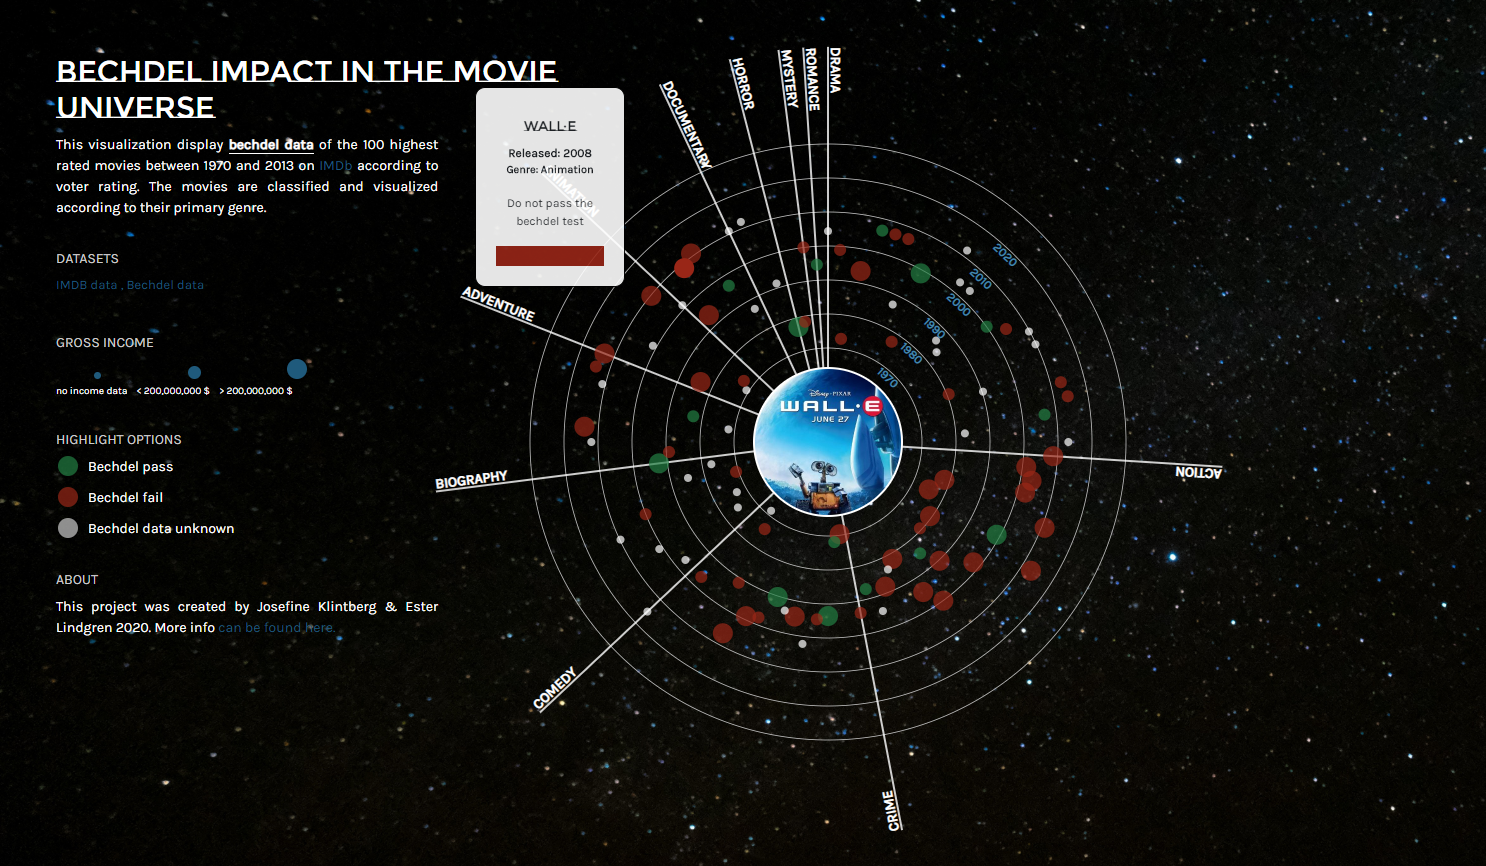 BECHDEL IMPACT IN THE MOVIE
UNIVERSE
This visualization display bechdel data of the 100 highest
rated movies between 1970 and 2013 on IMDb according to
voter rating. The movies are classified and visualized
according to their primary genre.
DATASETS
IMDB data , Bechdel data
GROSS INCOME
no income data < 200,000,000 $ > 200,000,000 $
HIGHLIGHT OPTIONS
Bechdel pass
Bechdel fail
Bechdel data unknown
ABOUT
This project was created by Josefine Klintberg & Ester
Lindgren 2020. More info can be found here.
WALL·E
Released: 2008
Genre: Animation
Do not pass the
bechdel test
ANIMATION
ADVENTURE
BIOGRAPHY
COMEDY
CRIME
ACTION
DOCUMENTARY
HORROR
MYSTERY
ROMANCE
DRAMA
2020
2010
2000
1990
1980
1970
Disney · PIXAR
WALL·E
JUNE 27